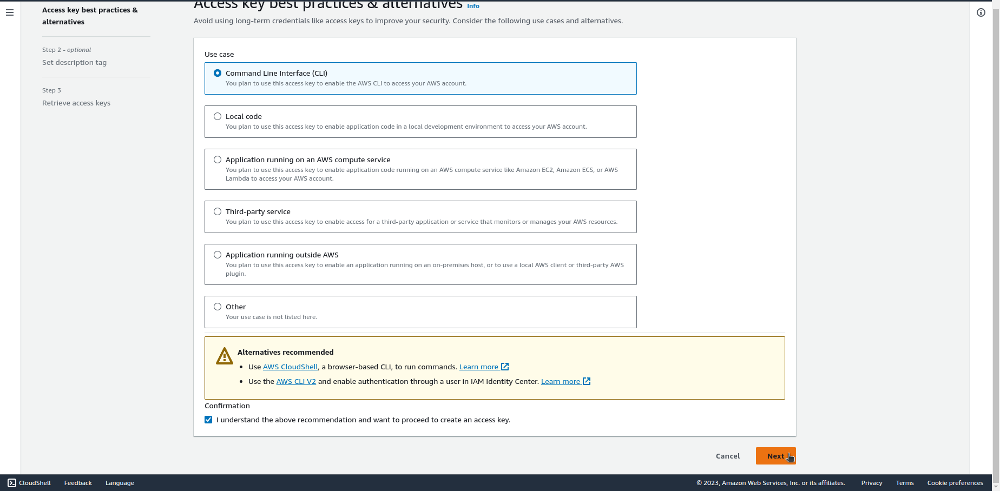 Access key best practices &
alternatives
Step 2 - optional
Set description tag
Step 3
Retrieve access keys
Access key best practices & alternatives Info
Avoid using long-term credentials like access keys to improve your security. Consider the following use cases and alternatives.
Use case
Command Line Interface (CLI)
You plan to use this access key to enable the AWS CLI to access your AWS account.
Local code
You plan to use this access key to enable application code in a local development environment to access your AWS account.
Application running on an AWS compute service
You plan to use this access key to enable application code running on an AWS compute service like Amazon EC2, Amazon ECS, or AWS
Lambda to access your AWS account.
Third-party service
You plan to use this access key to enable access for a third-party application or service that monitors or manages your AWS resources.
Application running outside AWS
You plan to use this access key to enable an application running on an on-premises host, or to use a local AWS client or third-party AWS
plugin.
Other
Your use case is not listed here.
Alternatives recommended
• Use AWS CloudShell, a browser-based CLI, to run commands. Learn more
• Use the AWS CLI V2 and enable authentication through a user in IAM Identity Center. Learn more
Confirmation
I understand the above recommendation and want to proceed to create an access key.
Cancel Next
CloudShell Feedback Language © 2023, Amazon Web Services, Inc. or its affiliates. Privacy Terms Cookie preferences